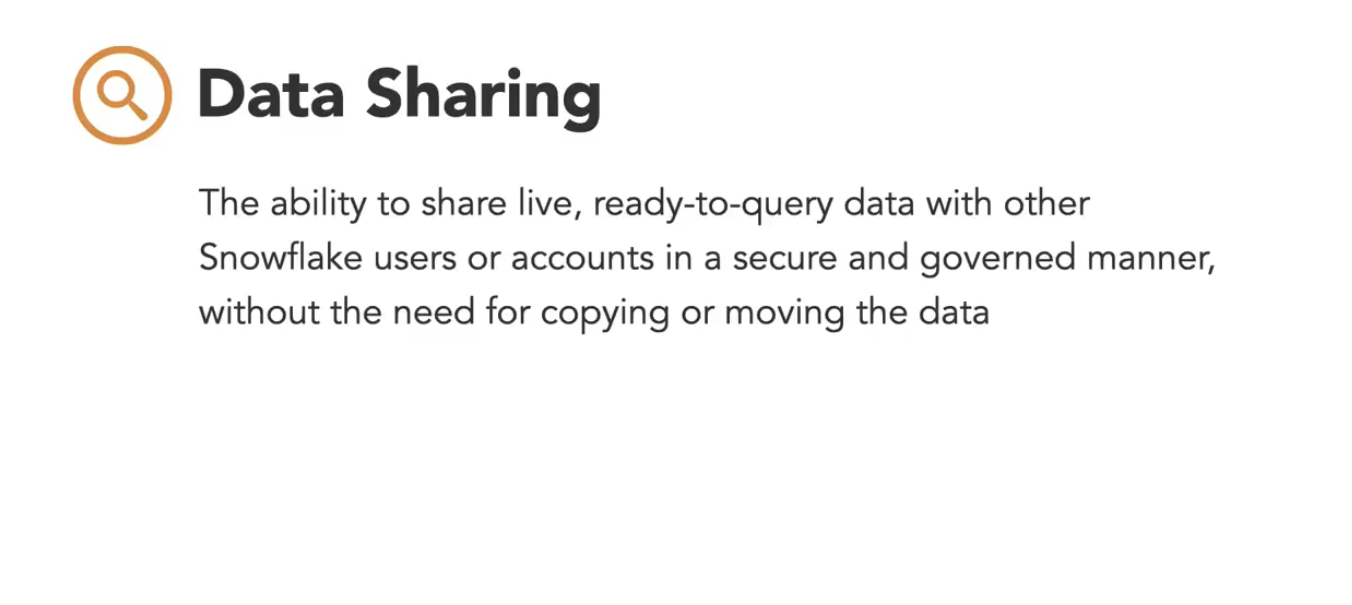 Data Sharing
The ability to share live, ready-to-query data with other
Snowflake users or accounts in a secure and governed manner,
without the need for copying or moving the data